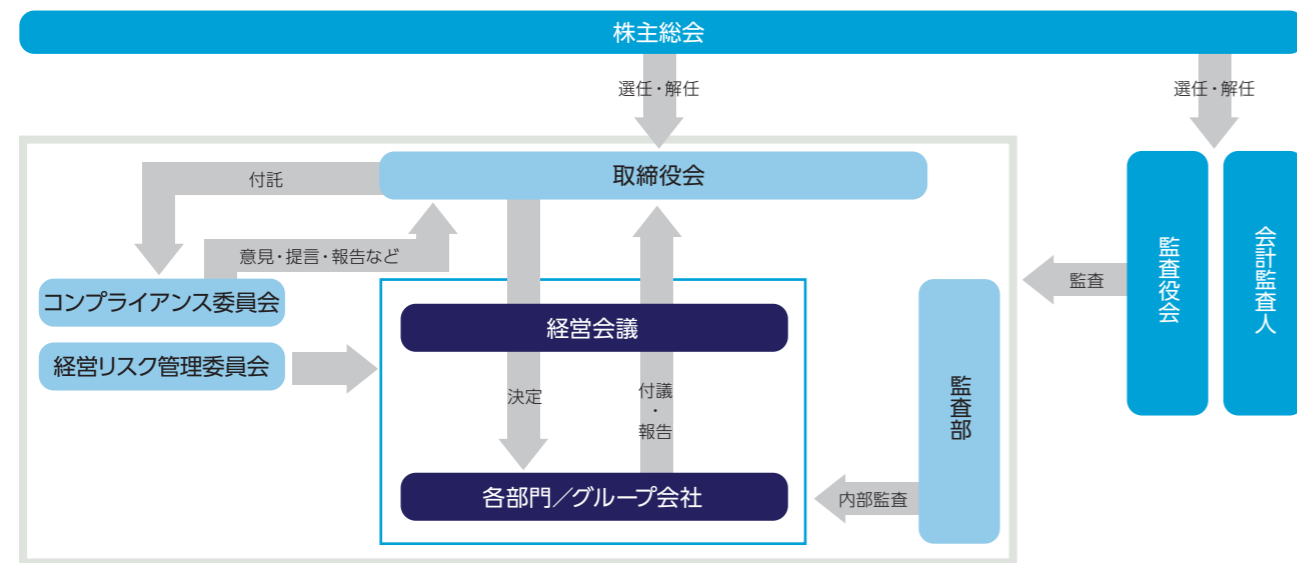 株主総会
選任・解任
選任・解任
取締役会
付託
意見・提言・報告など
コンプライアンス委員会
経営リスク管理委員会
経営会議
決定
付議
・
報告
各部門／グループ会社
監査部
内部監査
監査
監査役会
会計監査人